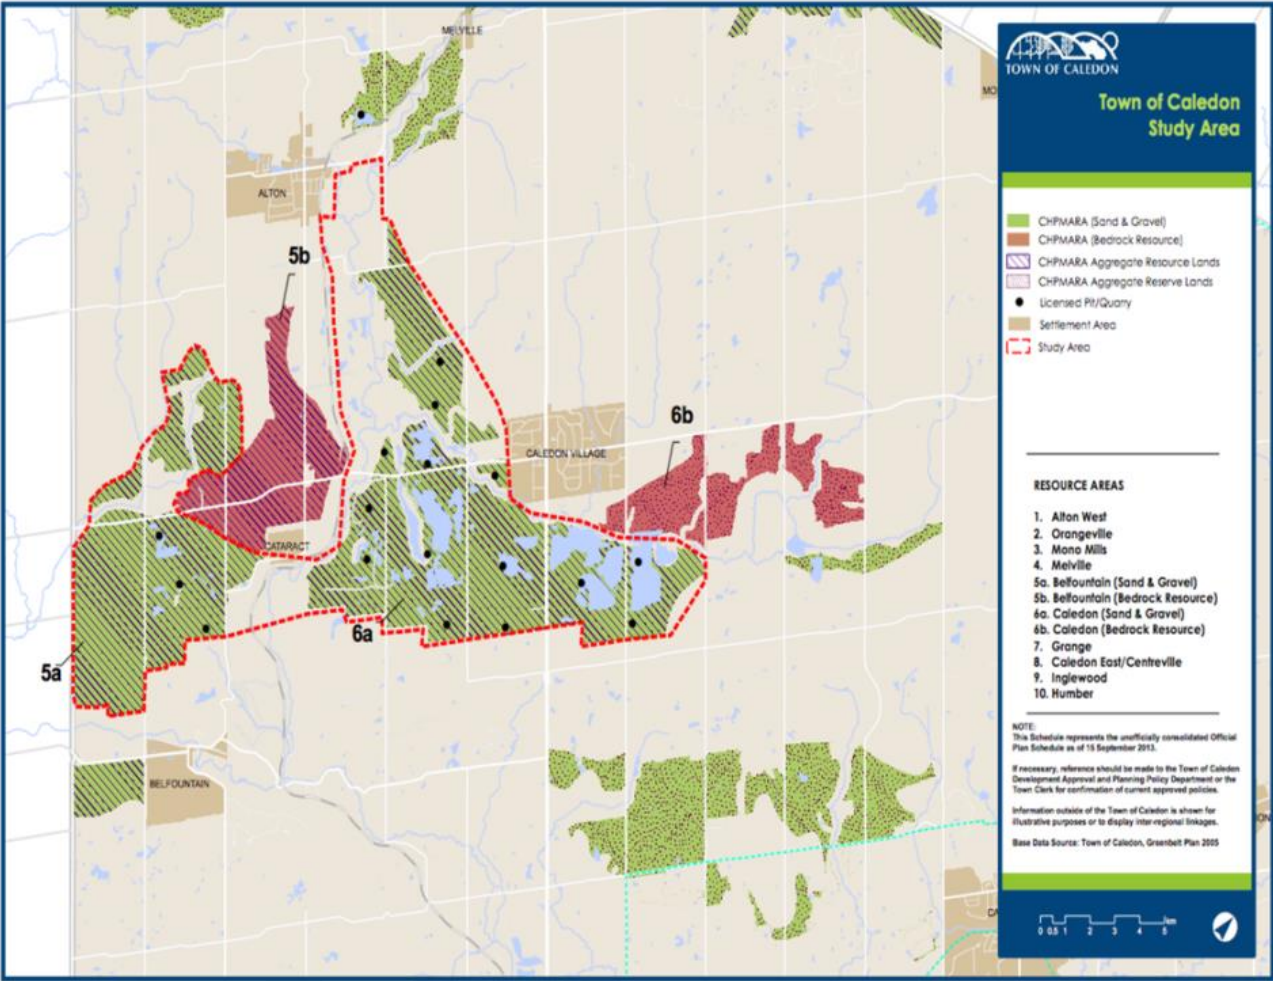 MELVILLE
ALTON
5b
6b
CALEDON VILLAGE
CATARACT
6a
5a
BELFOUNTAIN
MO
CA
ION
TOWN OF CALEDON
Town of Caledon
Study Area
CHPMARA (Sand & Gravel)
CHPMARA (Bedrock Resource)
CHPMARA Aggregate Resource Lands
CHPMARA Aggregate Reserve Lands
Licensed Pit/Quarry
Settlement Area
Study Area
RESOURCE AREAS
1. Alton West
2. Orangeville
3. Mono Mills
4. Melville
5a. Belfountain (Sand & Gravel)
5b. Belfountain (Bedrock Resource)
6a. Caledon (Sand & Gravel)
6b. Caledon (Bedrock Resource)
7. Grange
8. Caledon East/Centreville
9. Inglewood
10. Humber
NOTE:
This Schedule represents the unofficially consolidated Official
Plan Schedule as of 15 September 2013.
If necessary, reference should be made to the Town of Caledon
Development Approval and Planning Policy Department or the
Town Clerk for confirmation of current approved policies.
Information outside of the Town of Caledon is shown for
illustrative purposes or to display inter-regional linkages.
Base Data Source: Town of Caledon, Greenbelt Plan 2005
km
0 0.5 1 2 3 4 5